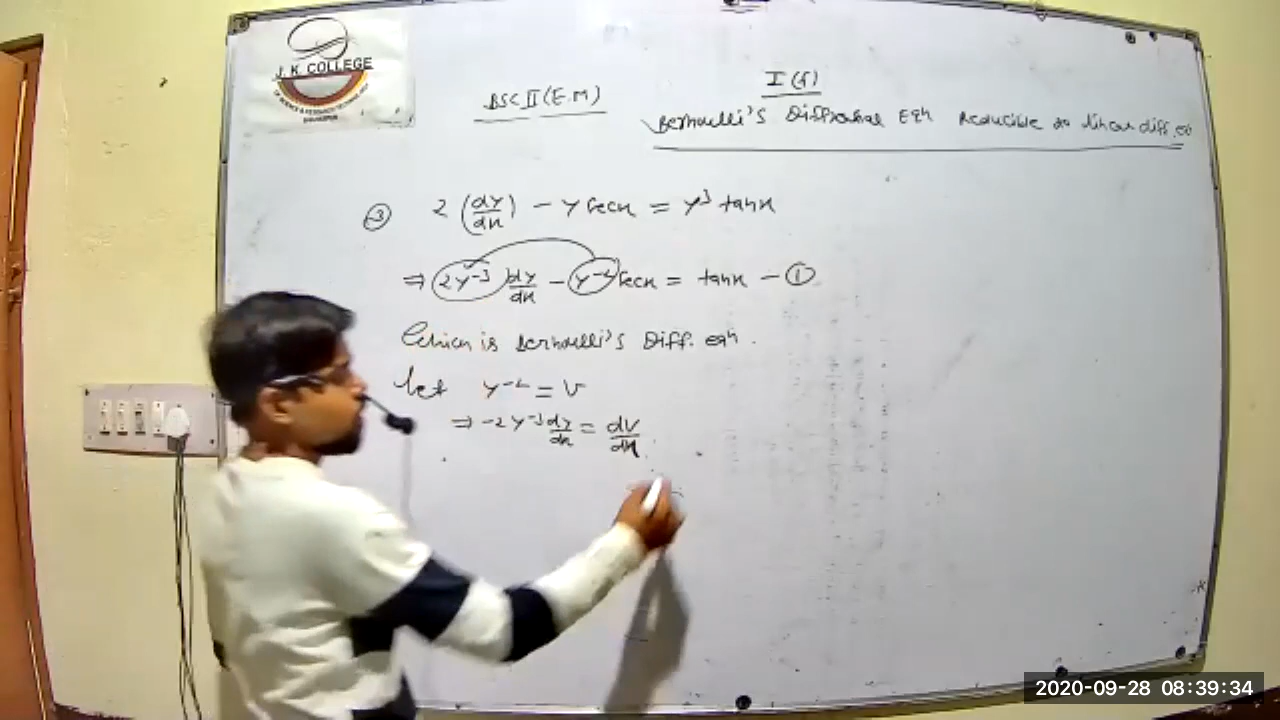 J. K. COLLEGE
BSC II (E.M)
I (5)
Bernoulli's Diffrential Eqn Reducible to linear diff. eq
③ 2 (dy/dx) - y secx = y³ tanx
⇒ 2y⁻³ dy/dx - y⁻² secx = tanx - ①
Which is Bernoulli's Diff. eqn.
let y⁻² = v
⇒ -2y⁻³ dy/dx = dv/dx
2020-09-28 08:39:34